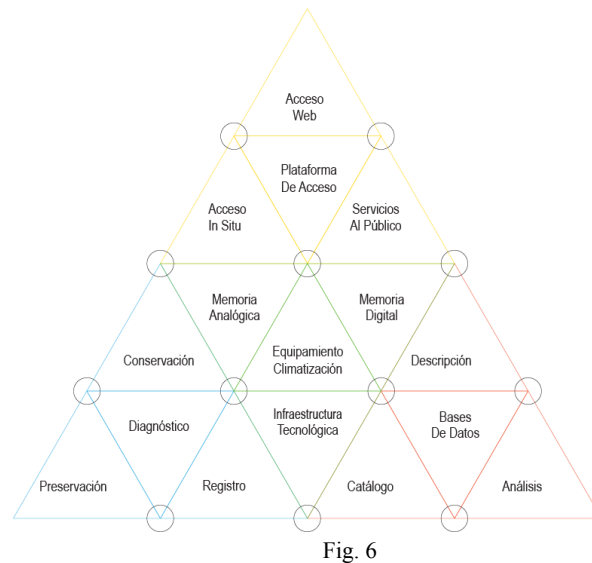 Acceso
Web
Plataforma
De Acceso
Acceso
In Situ
Servicios
Al Público
Memoria
Analógica
Memoria
Digital
Conservación
Equipamiento
Climatización
Descripción
Diagnóstico
Infraestructura
Tecnológica
Bases
De Datos
Preservación
Registro
Catálogo
Análisis
Fig. 6